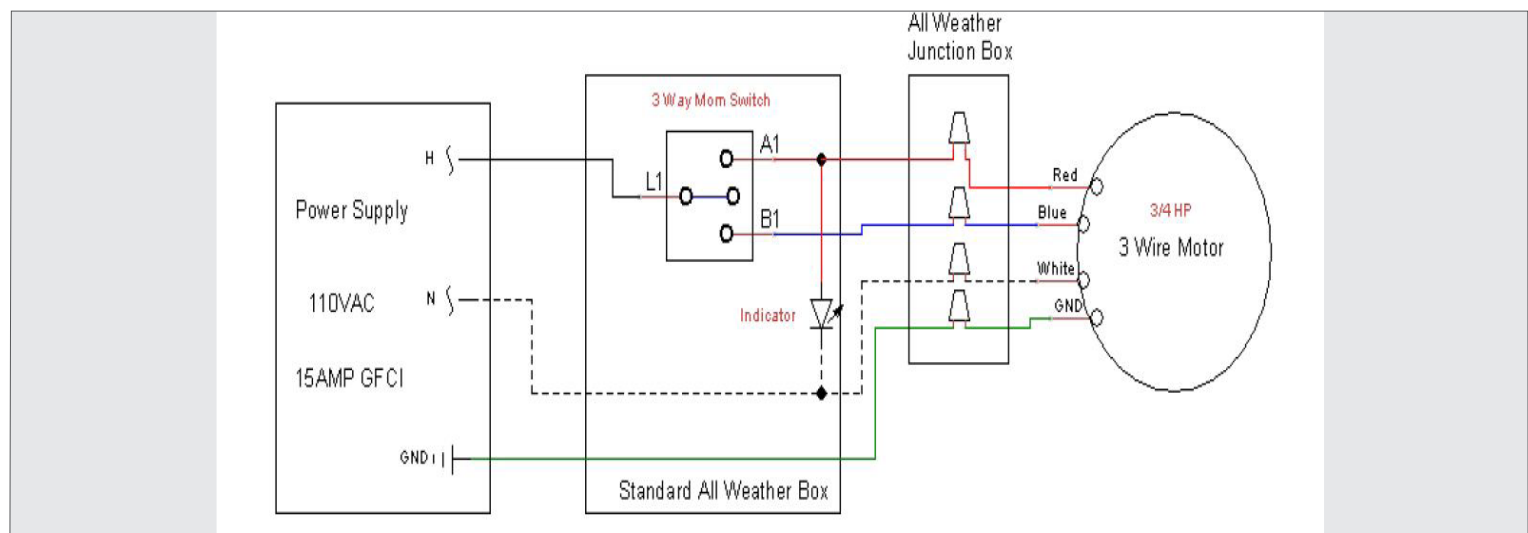 All Weather
Junction Box
3 Way Mom Switch
H
A1
L1
Red
Power Supply
Blue
3/4 HP
B1
3 Wire Motor
White
110VAC
N
GND
Indicator
15AMP GFCI
GND
Standard All Weather Box